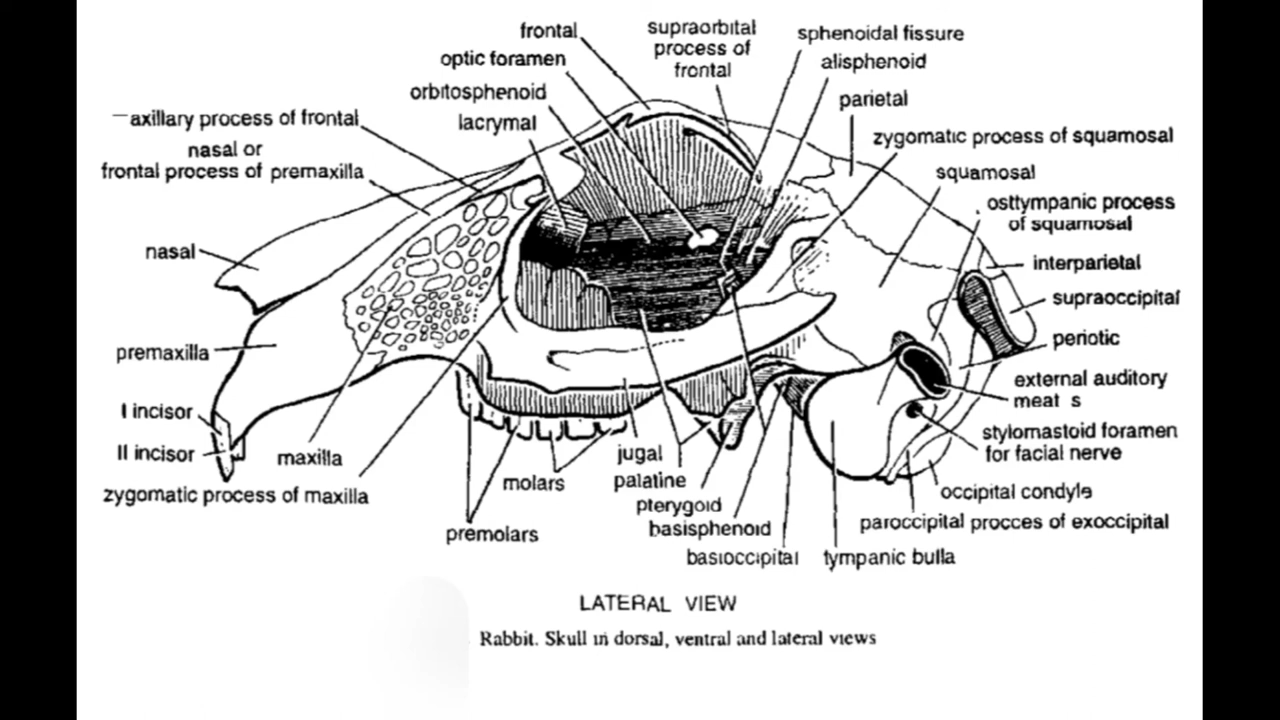 frontal
supraorbital
process of
frontal
sphenoidal fissure
optic foramen
alisphenoid
orbitosphenoid
parietal
axillary process of frontal
lacrymal
zygomatic process of squamosal
nasal or
frontal process of premaxilla
squamosal
osttympanic process
of squamosal
nasal
interparietal
supraoccipital
premaxilla
periotic
external auditory
meat s
I incisor
II incisor
stylomastoid foramen
for facial nerve
maxilla
jugal
molars
palatine
zygomatic process of maxilla
occipital condyle
pterygoid
premolars
basisphenoid
paroccipital procces of exoccipital
basioccipital
tympanic bulla
LATERAL VIEW
Rabbit. Skull in dorsal, ventral and lateral views